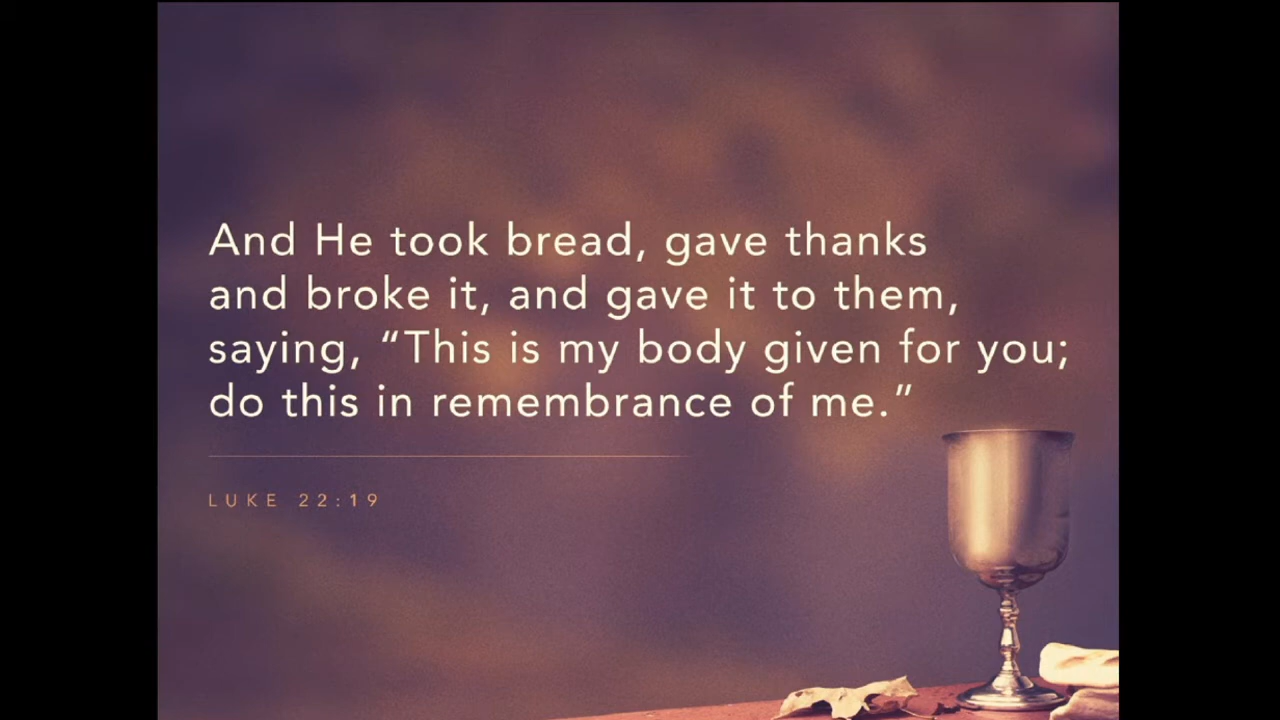 And He took bread, gave thanks
and broke it, and gave it to them,
saying, “This is my body given for you;
do this in remembrance of me.”
LUKE 22:19